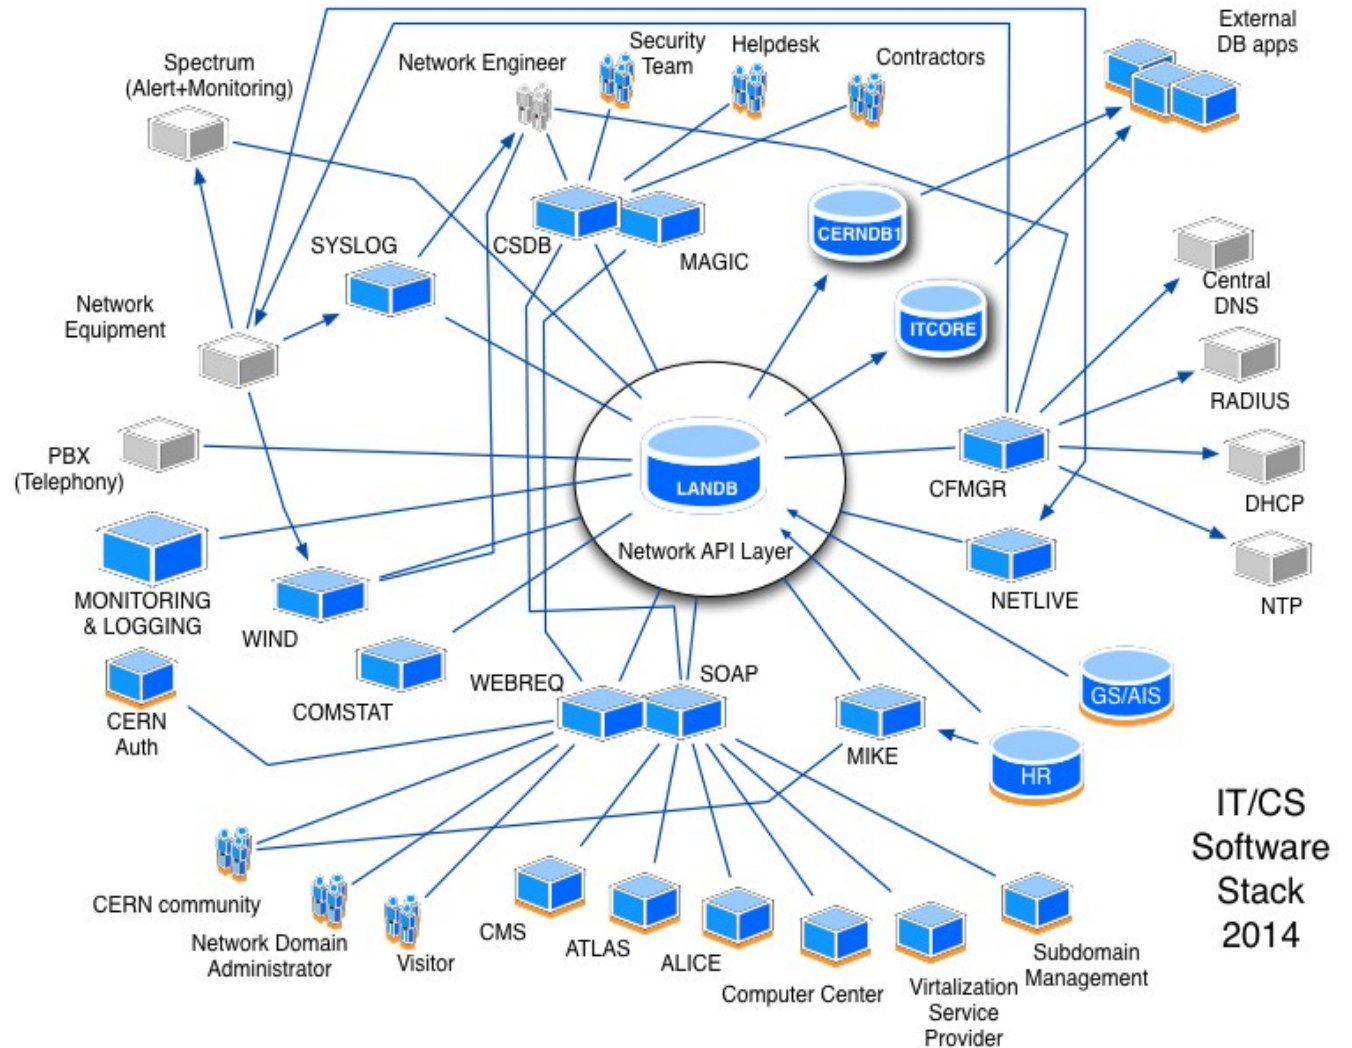 External
DB apps
Security
Team
Helpdesk
Contractors
Network Engineer
Spectrum
(Alert+Monitoring)
CERNDB1
SYSLOG
CSDB
MAGIC
Central
DNS
Network
Equipment
ITCORE
RADIUS
PBX
(Telephony)
LANDB
CFMGR
DHCP
Network API Layer
MONITORING
& LOGGING
WIND
NETLIVE
NTP
CERN
Auth
COMSTAT
WEBREQ
SOAP
GS/AIS
MIKE
HR
IT/CS
Software
Stack
2014
CERN community
Network Domain
Administrator
Visitor
CMS
ATLAS
ALICE
Computer Center
Virtalization
Service
Provider
Subdomain
Management